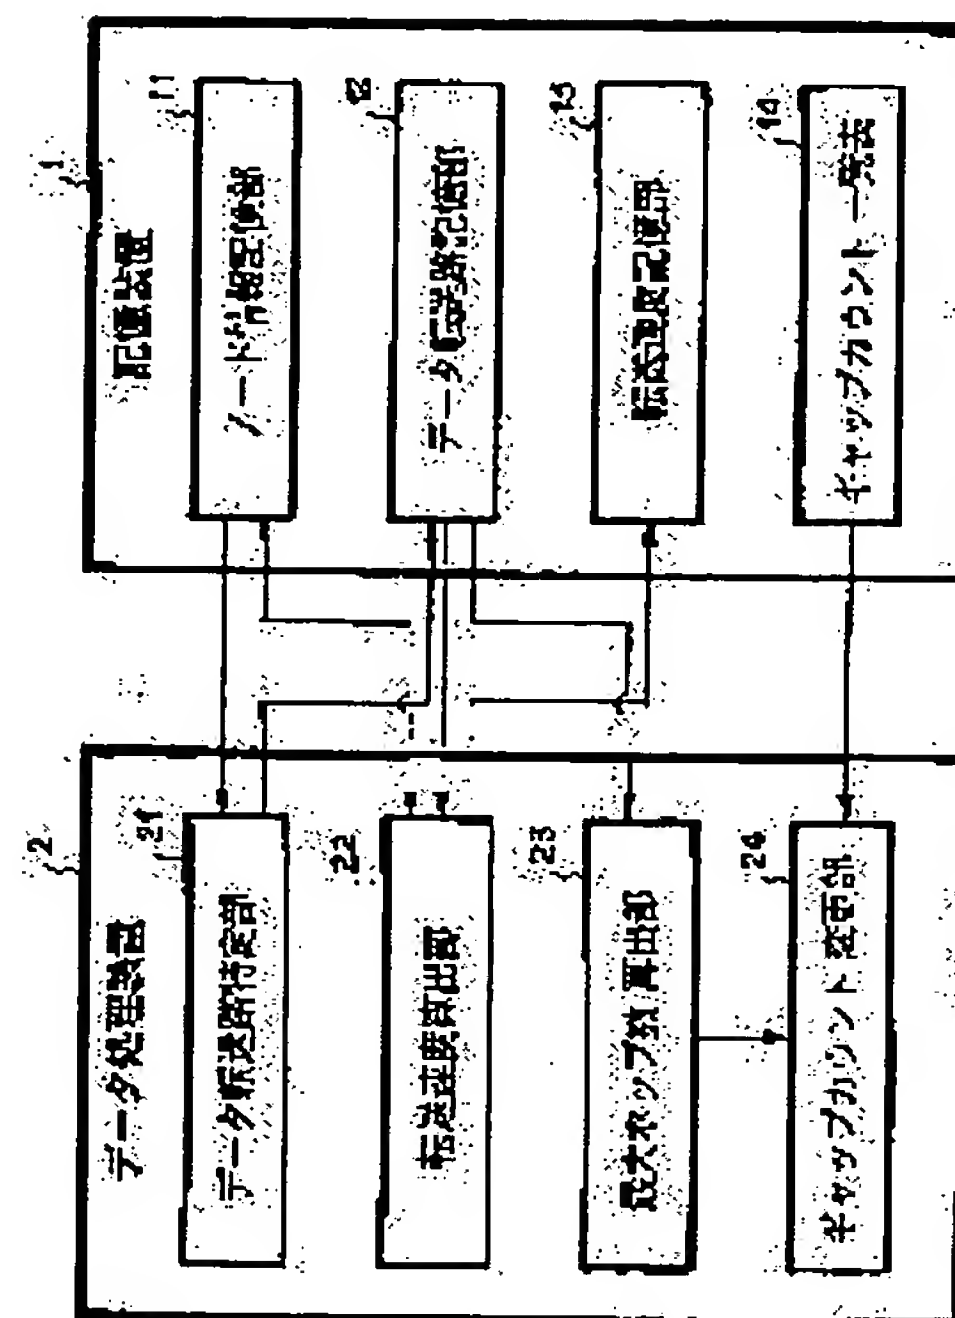 1
記憶装置
11
ノード情報記憶部
12
データ転送路記憶部
13
転送速度記憶部
14
ギャップカウント一覧表
2
データ処理装置
21
データ転送路特定部
22
転送速度算出部
23
最大ホップ数算出部
24
ギャップカウント変更部